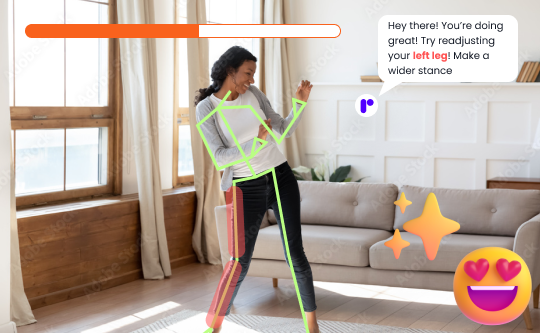 Hey there! You're doing
great! Try readjusting
your left leg! Make a
wider stance